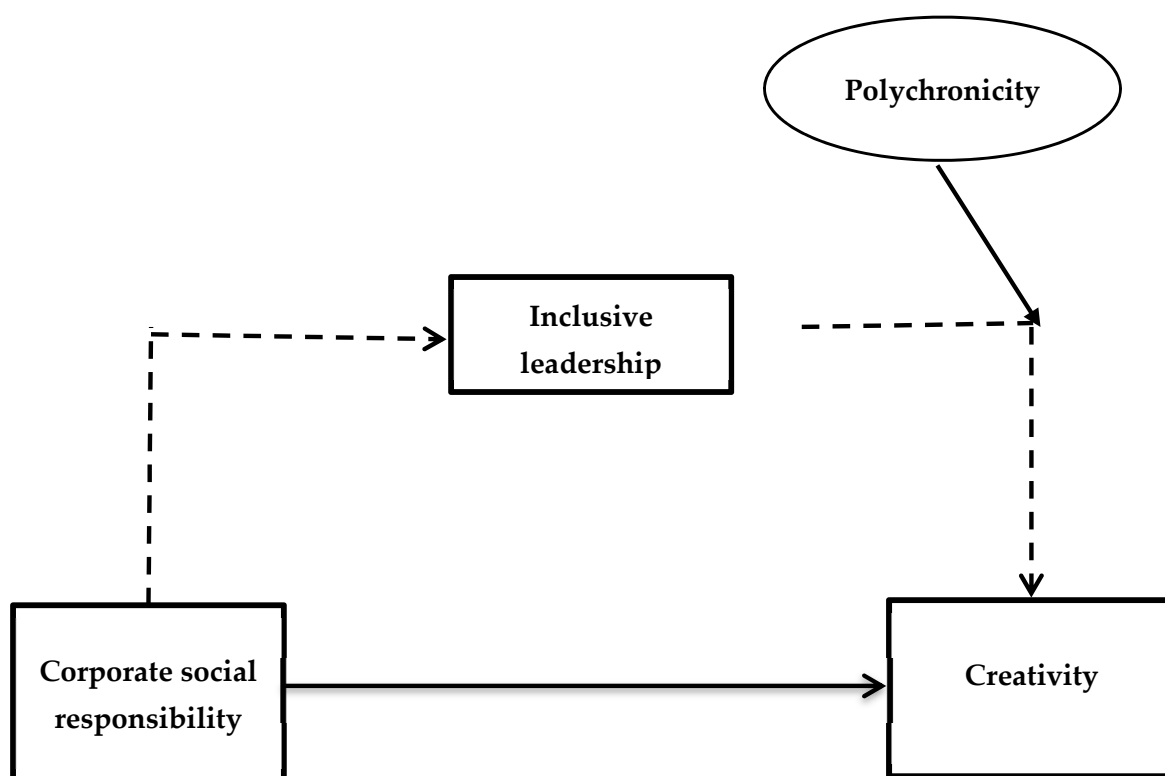 Polychronicity
Inclusive
leadership
Corporate social
responsibility
Creativity